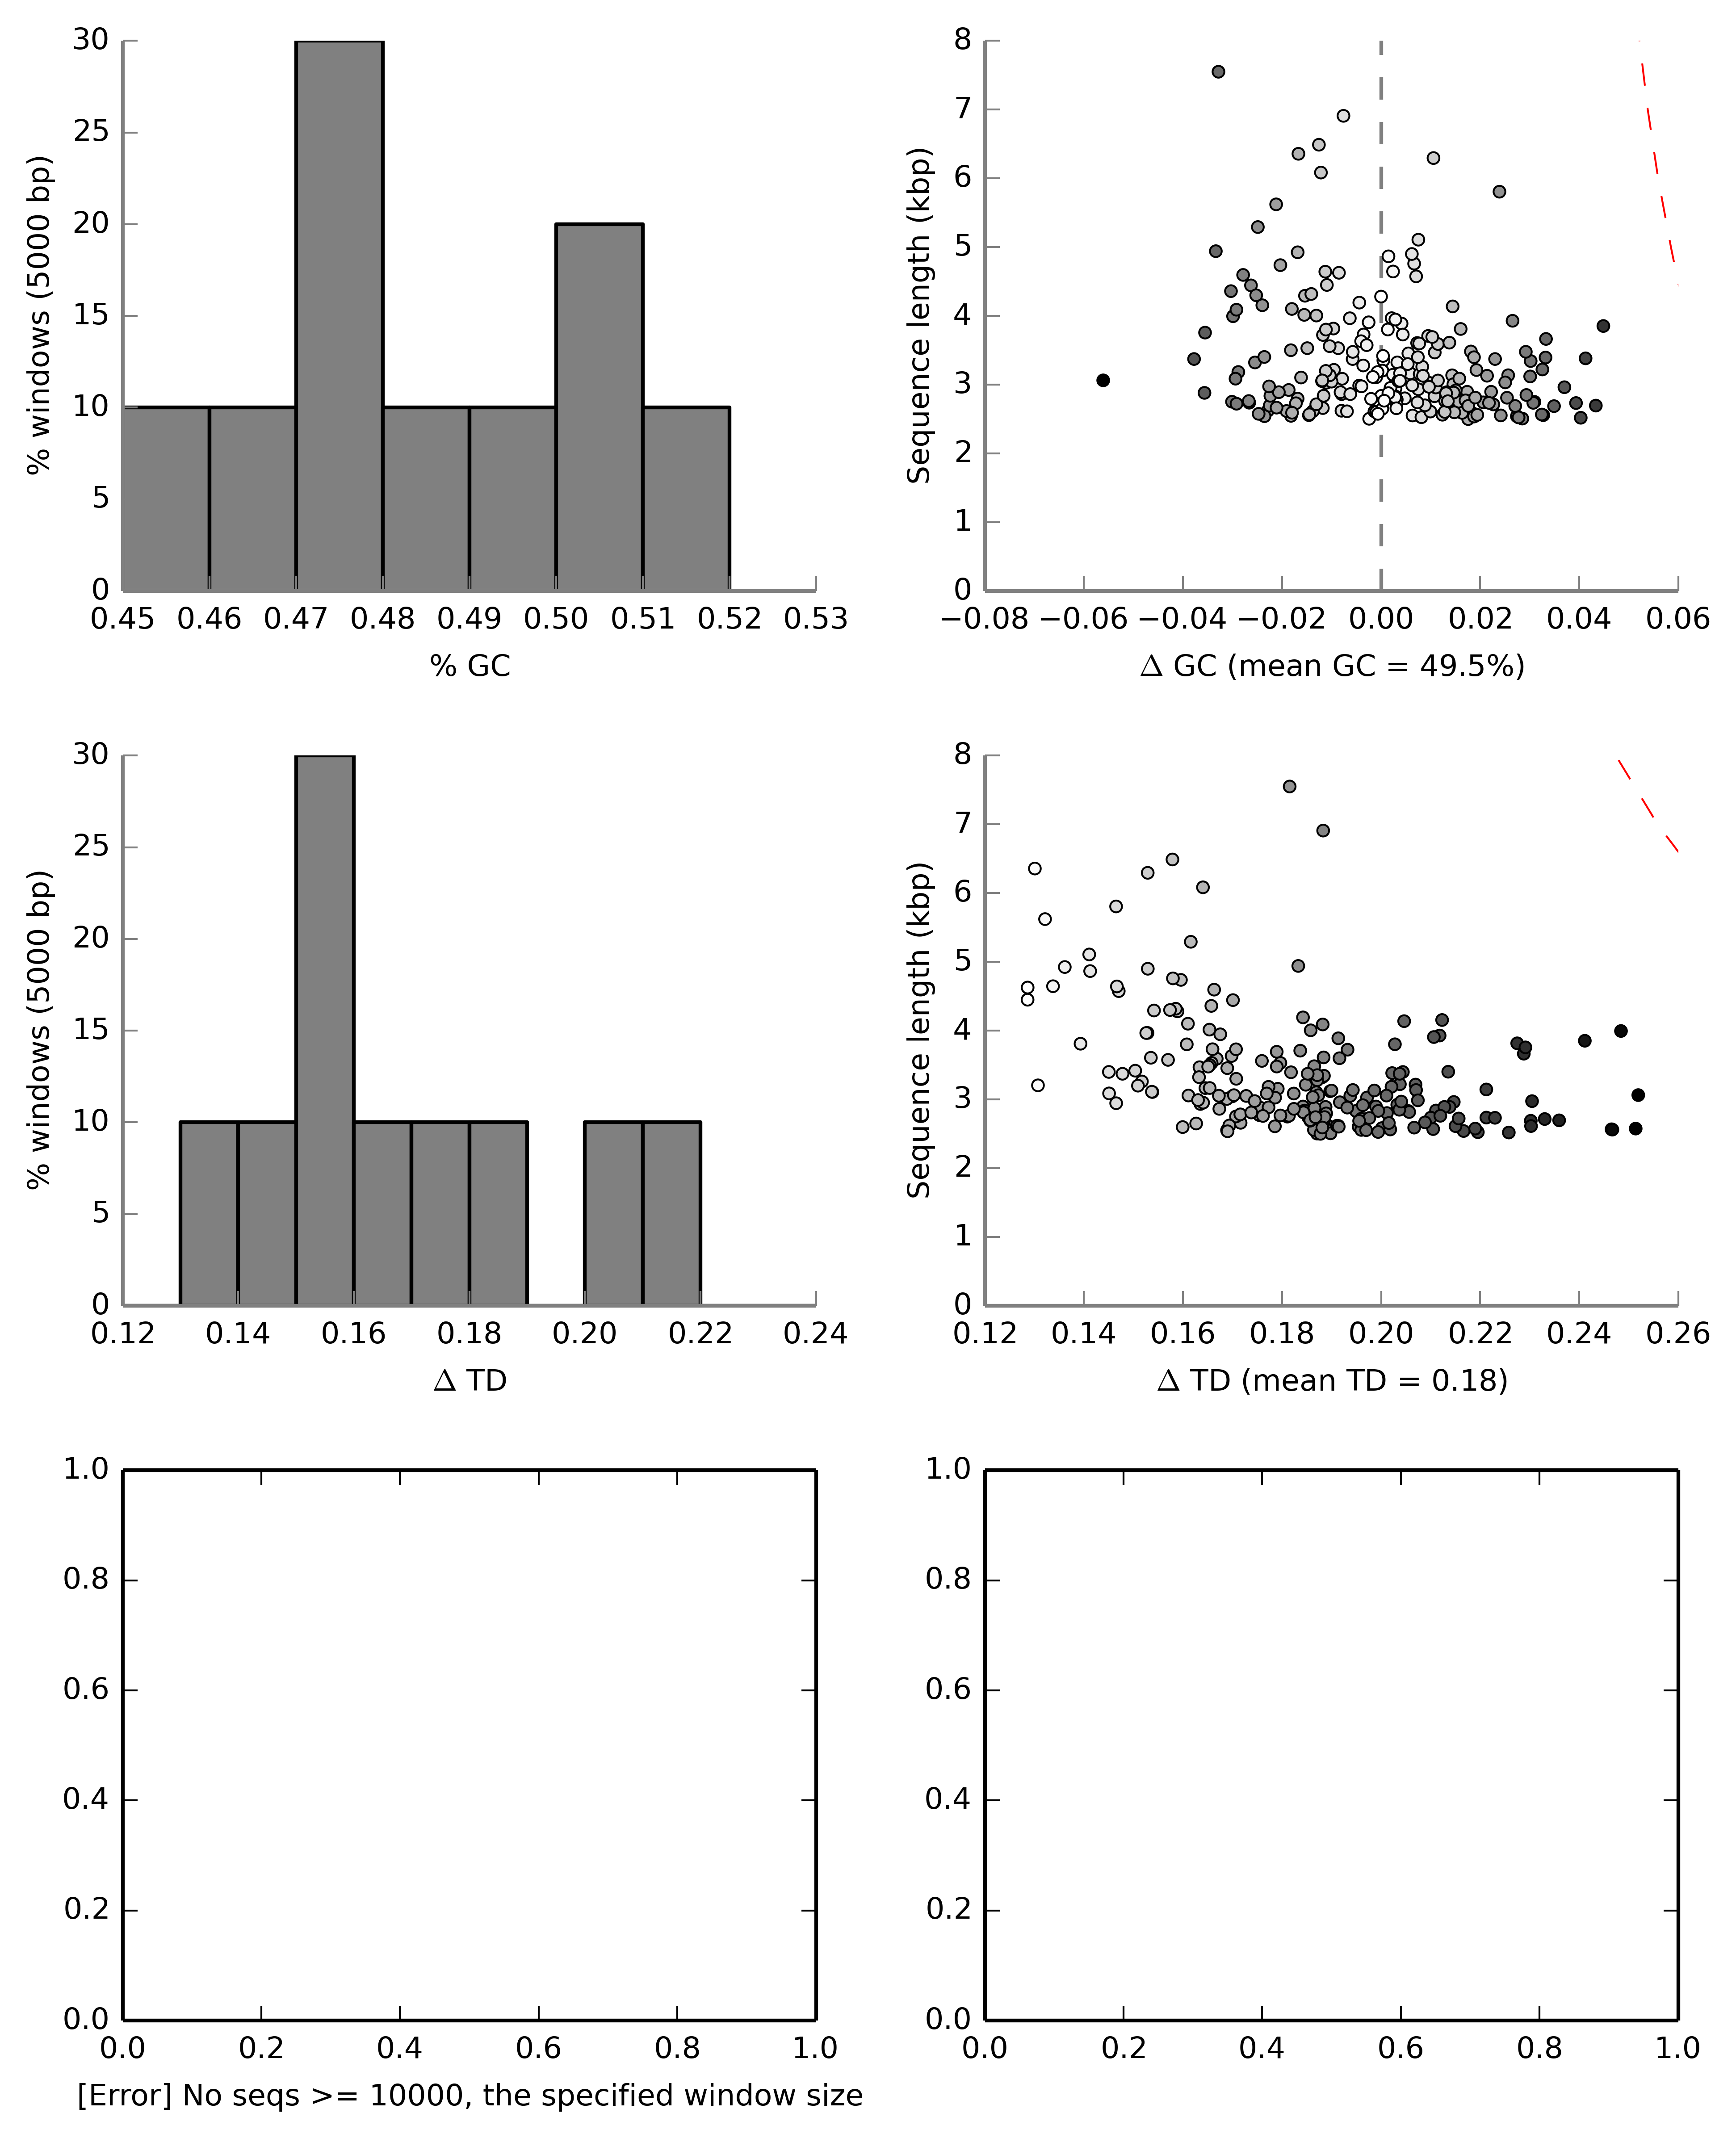 30
25
20
15
10
5
0
% windows (5000 bp)
0.45 0.46 0.47 0.48 0.49 0.50 0.51 0.52 0.53
% GC
8
7
6
5
4
3
2
1
0
Sequence length (kbp)
−0.08 −0.06 −0.04 −0.02 0.00 0.02 0.04 0.06
Δ GC (mean GC = 49.5%)
30
25
20
15
10
5
0
% windows (5000 bp)
0.12 0.14 0.16 0.18 0.20 0.22 0.24
Δ TD
8
7
6
5
4
3
2
1
0
Sequence length (kbp)
0.12 0.14 0.16 0.18 0.20 0.22 0.24 0.26
Δ TD (mean TD = 0.18)
1.0
0.8
0.6
0.4
0.2
0.0
0.0 0.2 0.4 0.6 0.8 1.0
[Error] No seqs >= 10000, the specified window size
1.0
0.8
0.6
0.4
0.2
0.0
0.0 0.2 0.4 0.6 0.8 1.0